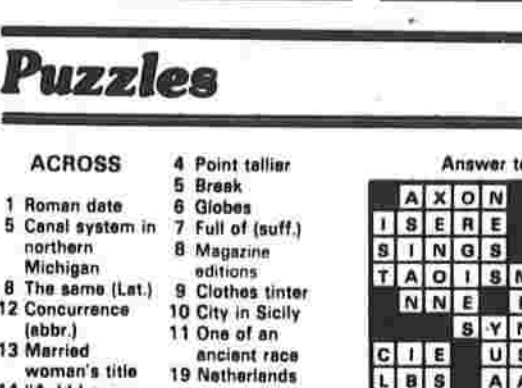 Puzzles
ACROSS
1 Roman date
5 Canal system in
northern
Michigan
8 The same (Lat.)
12 Concurrence
(abbr.)
13 Married
woman's title
4 Point tallier
5 Break
6 Globes
7 Full of (suff.)
8 Magazine
editions
9 Clothes tinter
10 City in Sicily
11 One of an
ancient race
19 Netherlands
Answer
A X O N
I S E R E
S I N G S
T A O I S
N N E
S Y
C I E U
L B S A